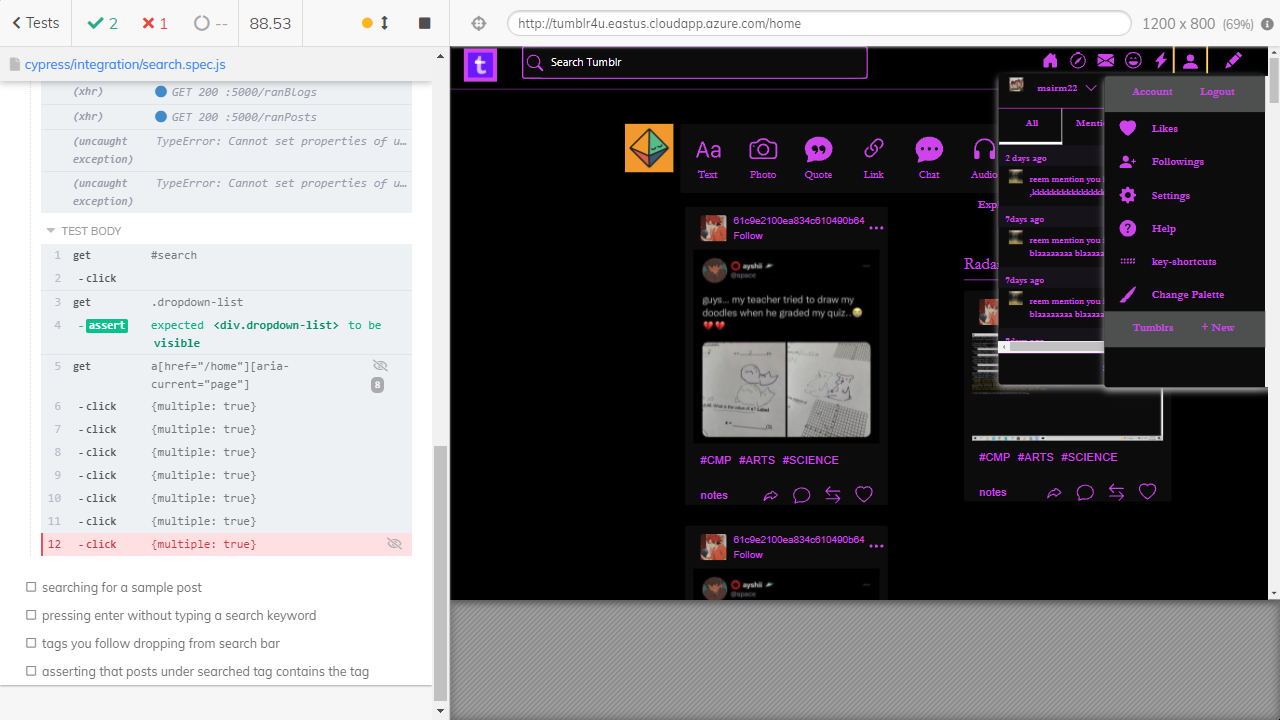 Tests
2
1
--
88.53
http://tumblr4u.eastus.cloudapp.azure.com/home
1200 x 800 (69%)
cypress/integration/search.spec.js
(xhr) GET 200 :5000/ranBlogs
(xhr) GET 200 :5000/ranPosts
(uncaught exception) TypeError: Cannot set properties of u…
(uncaught exception) TypeError: Cannot set properties of u…
TEST BODY
1 get #search
2 - click
3 get .dropdown-list
4 - assert expected <div.dropdown-list> to be
visible
5 get a[href="/home"][aria-
current="page"]
8
6 - click {multiple: true}
7 - click {multiple: true}
8 - click {multiple: true}
9 - click {multiple: true}
10 - click {multiple: true}
11 - click {multiple: true}
12 - click {multiple: true}
searching for a sample post
pressing enter without typing a search keyword
tags you follow dropping from search bar
asserting that posts under searched tag contains the tag
t
Search Tumblr
mairm22
All
Menti
2 days ago
reem mention you
,kkkkkkkkkkkkkkkkkk
7days ago
reem mention you
blaaaaaaaa blaaaaa
7days ago
reem mention you
blaaaaaaaa blaaaaa
Account Logout
Likes
Followings
Settings
Help
key-shortcuts
Change Palette
Tumblrs + New
Aa
Text
Photo
Quote
Link
Chat
Audio
Exp
Radar
61c9e2100ea834c610490b64
Follow
ayshii
@space
guys... my teacher tried to draw my
doodles when he graded my quiz..
#CMP #ARTS #SCIENCE
notes
#CMP #ARTS #SCIENCE
notes
61c9e2100ea834c610490b64
Follow
ayshii
@space